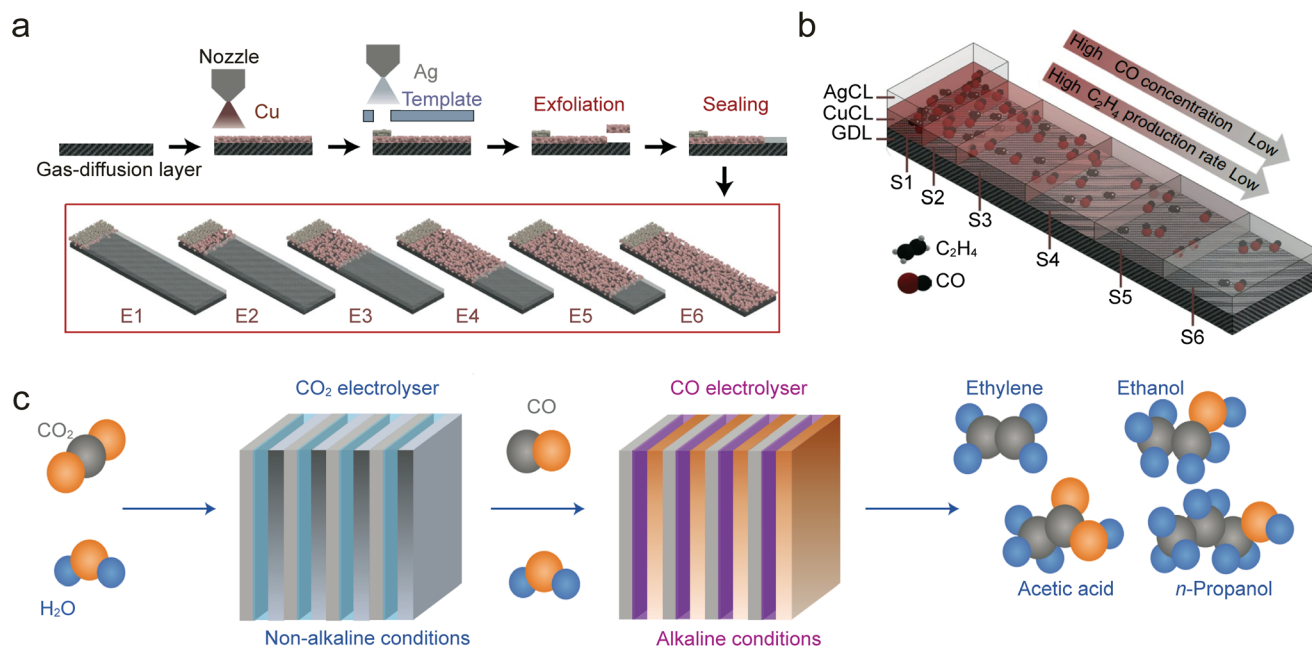 a
Nozzle
Cu
Ag
Template
Exfoliation
Sealing
Gas-diffusion layer
E1
E2
E3
E4
E5
E6
b
High CO concentration Low
High C₂H₄ production rate Low
AgCL
CuCL
GDL
S1
S2
S3
S4
S5
S6
C₂H₄
CO
c
CO₂
H₂O
CO₂ electrolyser
Non-alkaline conditions
CO
CO electrolyser
Alkaline conditions
Ethylene
Ethanol
Acetic acid
n-Propanol